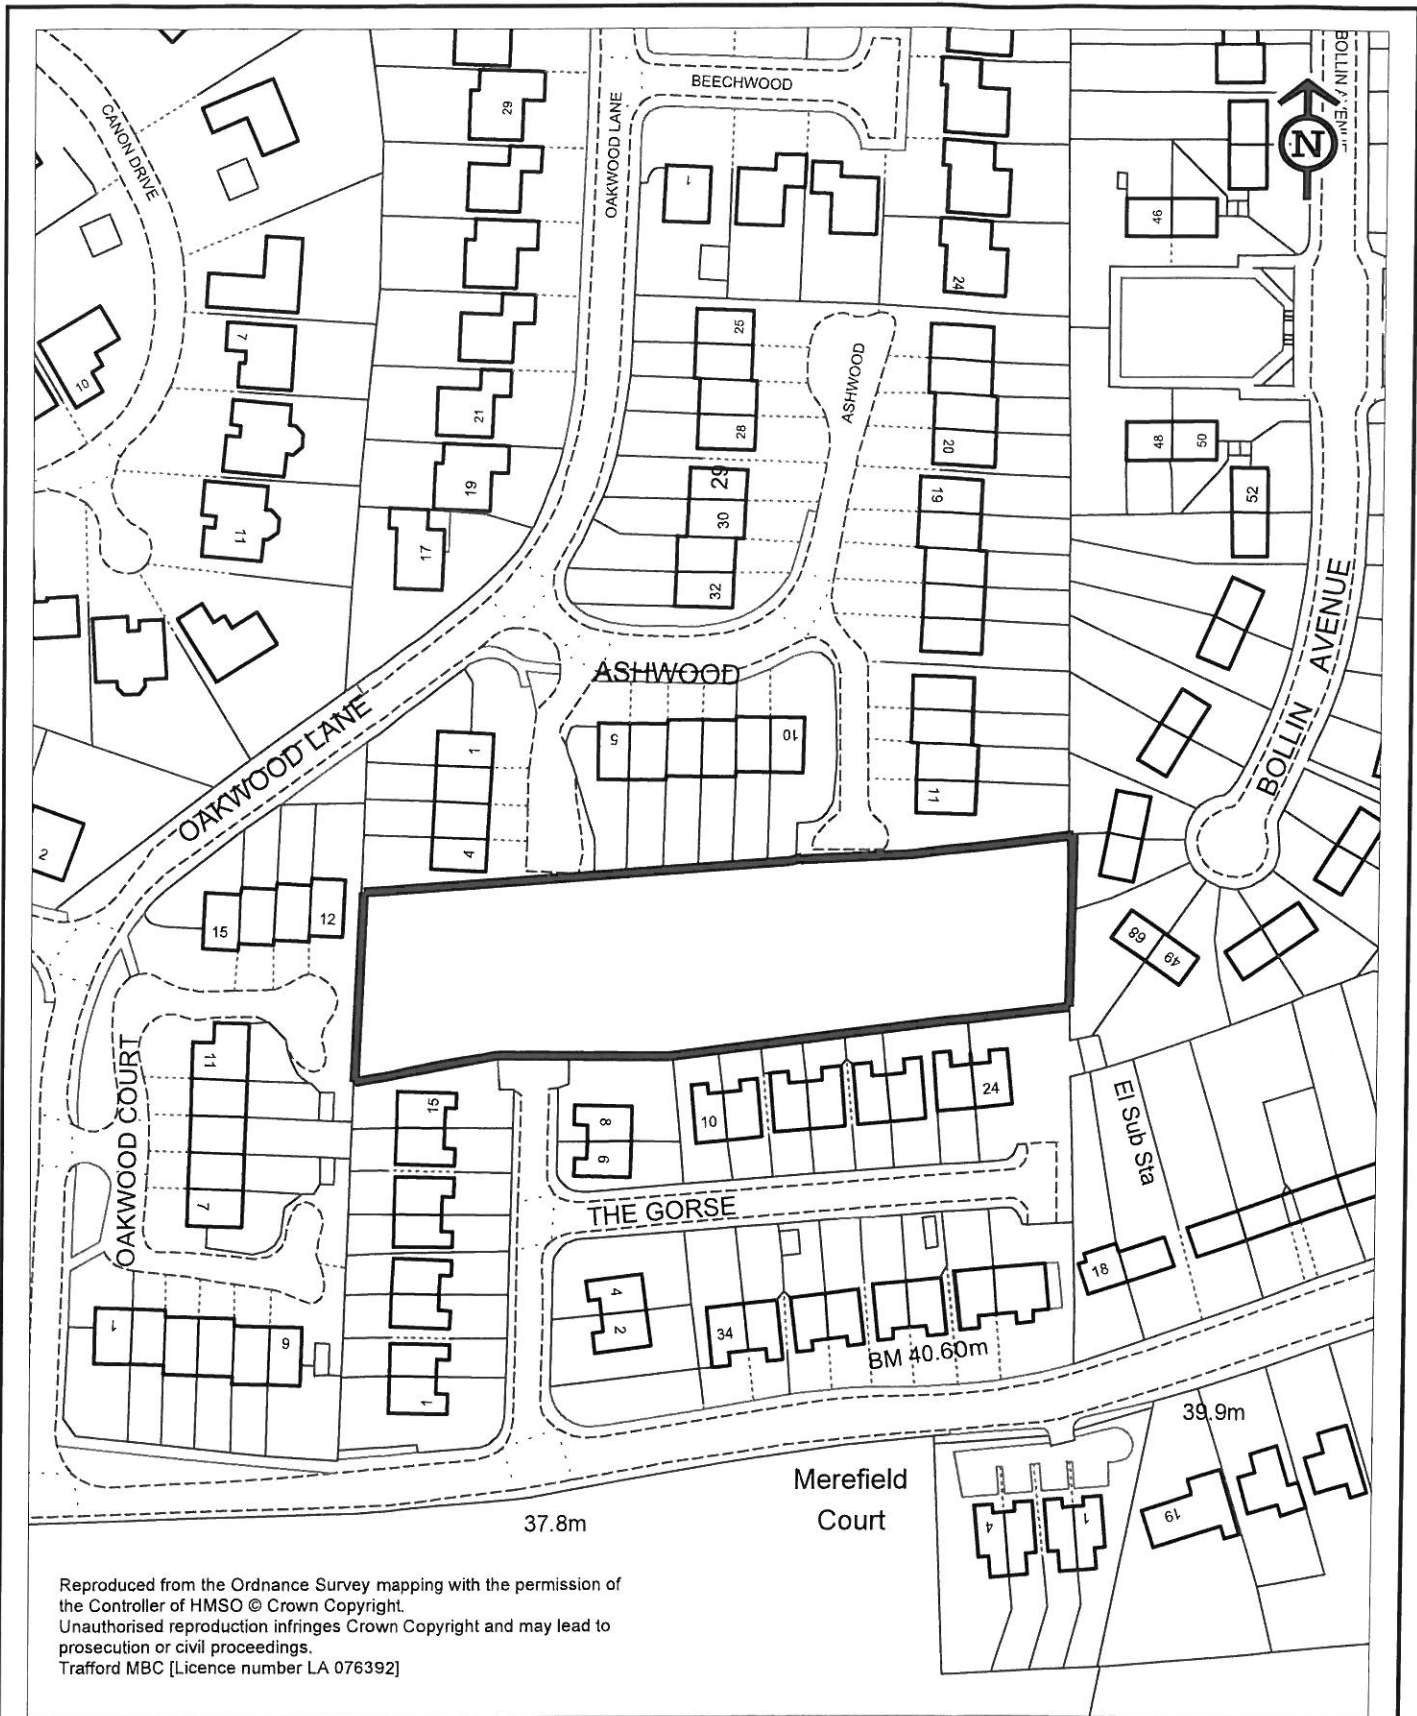 BEECHWOOD
BOLLIN AVENUE
N
CANON DRIVE
OAKWOOD LANE
29
1
46
24
7
10
25
ASHWOOD
21
28
20
48
50
19
29
19
52
30
11
17
32
BOLLIN AVENUE
ASHWOOD
OAKWOOD LANE
1
5
10
11
4
2
15
12
68
49
OAKWOOD COURT
11
El Sub Sta
15
24
8
10
6
7
THE GORSE
18
4
1
9
2
34
BM 40.60m
1
39.9m
Merefield
Court
4
1
19
37.8m
Reproduced from the Ordnance Survey mapping with the permission of
the Controller of HMSO © Crown Copyright.
Unauthorised reproduction infringes Crown Copyright and may lead to
prosecution or civil proceedings.
Trafford MBC [Licence number LA 076392]